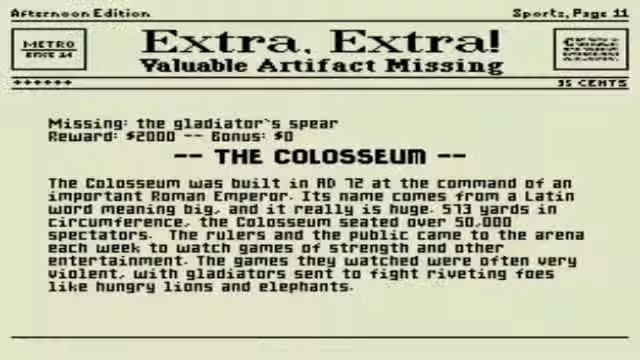 Afternoon Edition
Sports, Page 11
METRO
Extra, Extra!
Valuable Artifact Missing
35 CENTS
Missing: the gladiator's spear
Reward: $2000 -- Bonus: $0
-- THE COLOSSEUM --
The Colosseum was built in AD 72 at the command of an
important Roman Emperor. Its name comes from a Latin
word meaning big, and it really is huge. 573 yards in
circumference, the Colosseum seated over 50,000
spectators. The rulers and the public came to the arena
each week to watch games of strength and other
entertainment. The games they watched were often very
violent, with gladiators sent to fight riveting foes
like hungry lions and elephants.